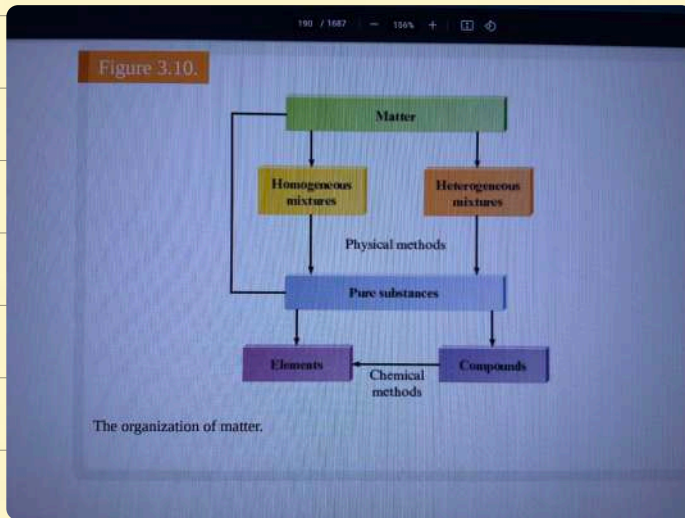 190 / 1687 − 156% +
Figure 3.10.
Matter
Homogeneous
mixtures
Heterogeneous
mixtures
Physical methods
Pure substances
Elements
Compounds
Chemical
methods
The organization of matter.